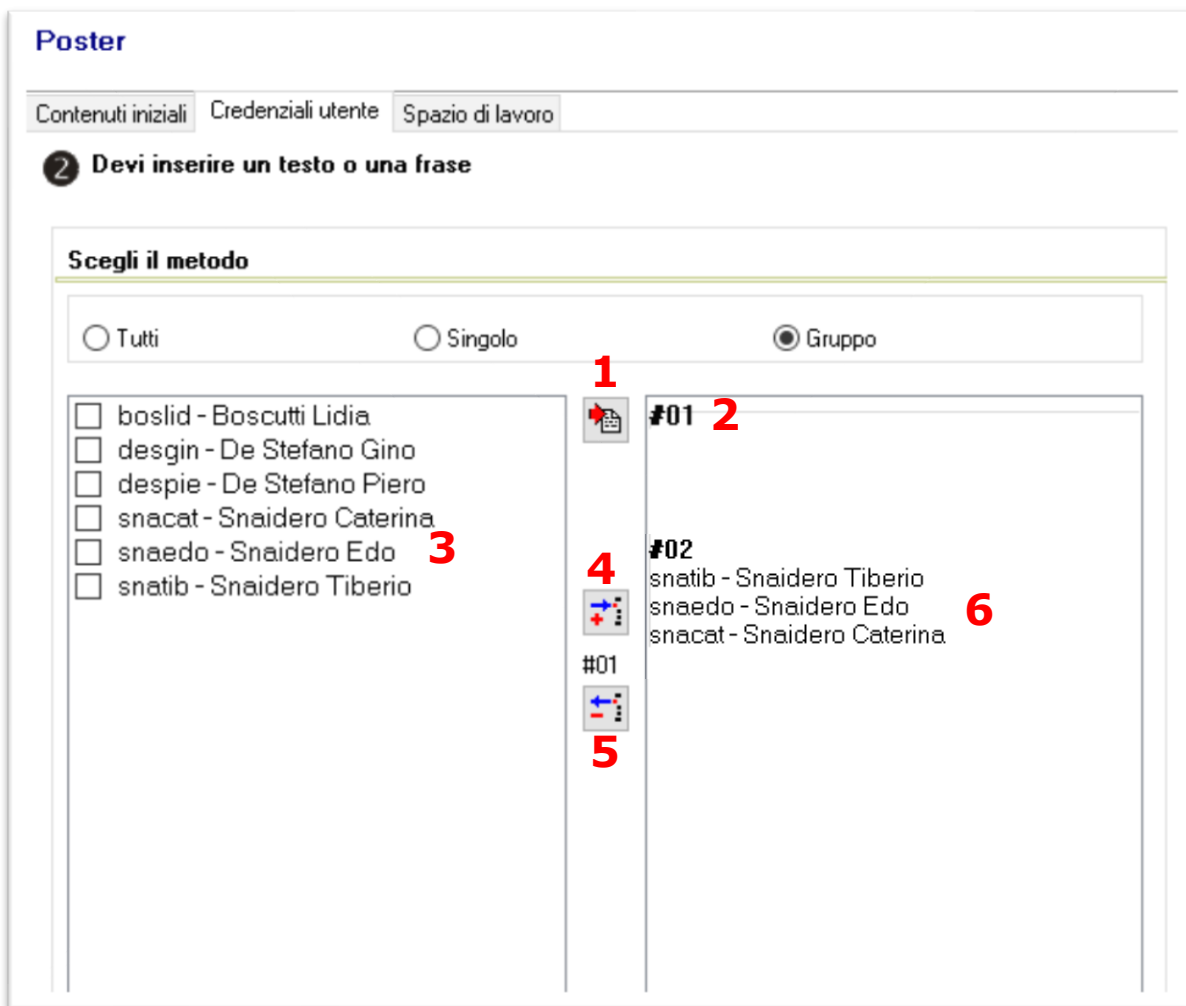 Poster
Contenuti iniziali Credenziali utente Spazio di lavoro
2 Devi inserire un testo o una frase
Scegli il metodo
Tutti Singolo Gruppo
1
boslid - Boscutti Lidia
desgin - De Stefano Gino
despie - De Stefano Piero
snacat - Snaidero Caterina
snaedo - Snaidero Edo 3
snatib - Snaidero Tiberio
4
#01
5
#01 2
#02
snatib - Snaidero Tiberio
snaedo - Snaidero Edo 6
snacat - Snaidero Caterina